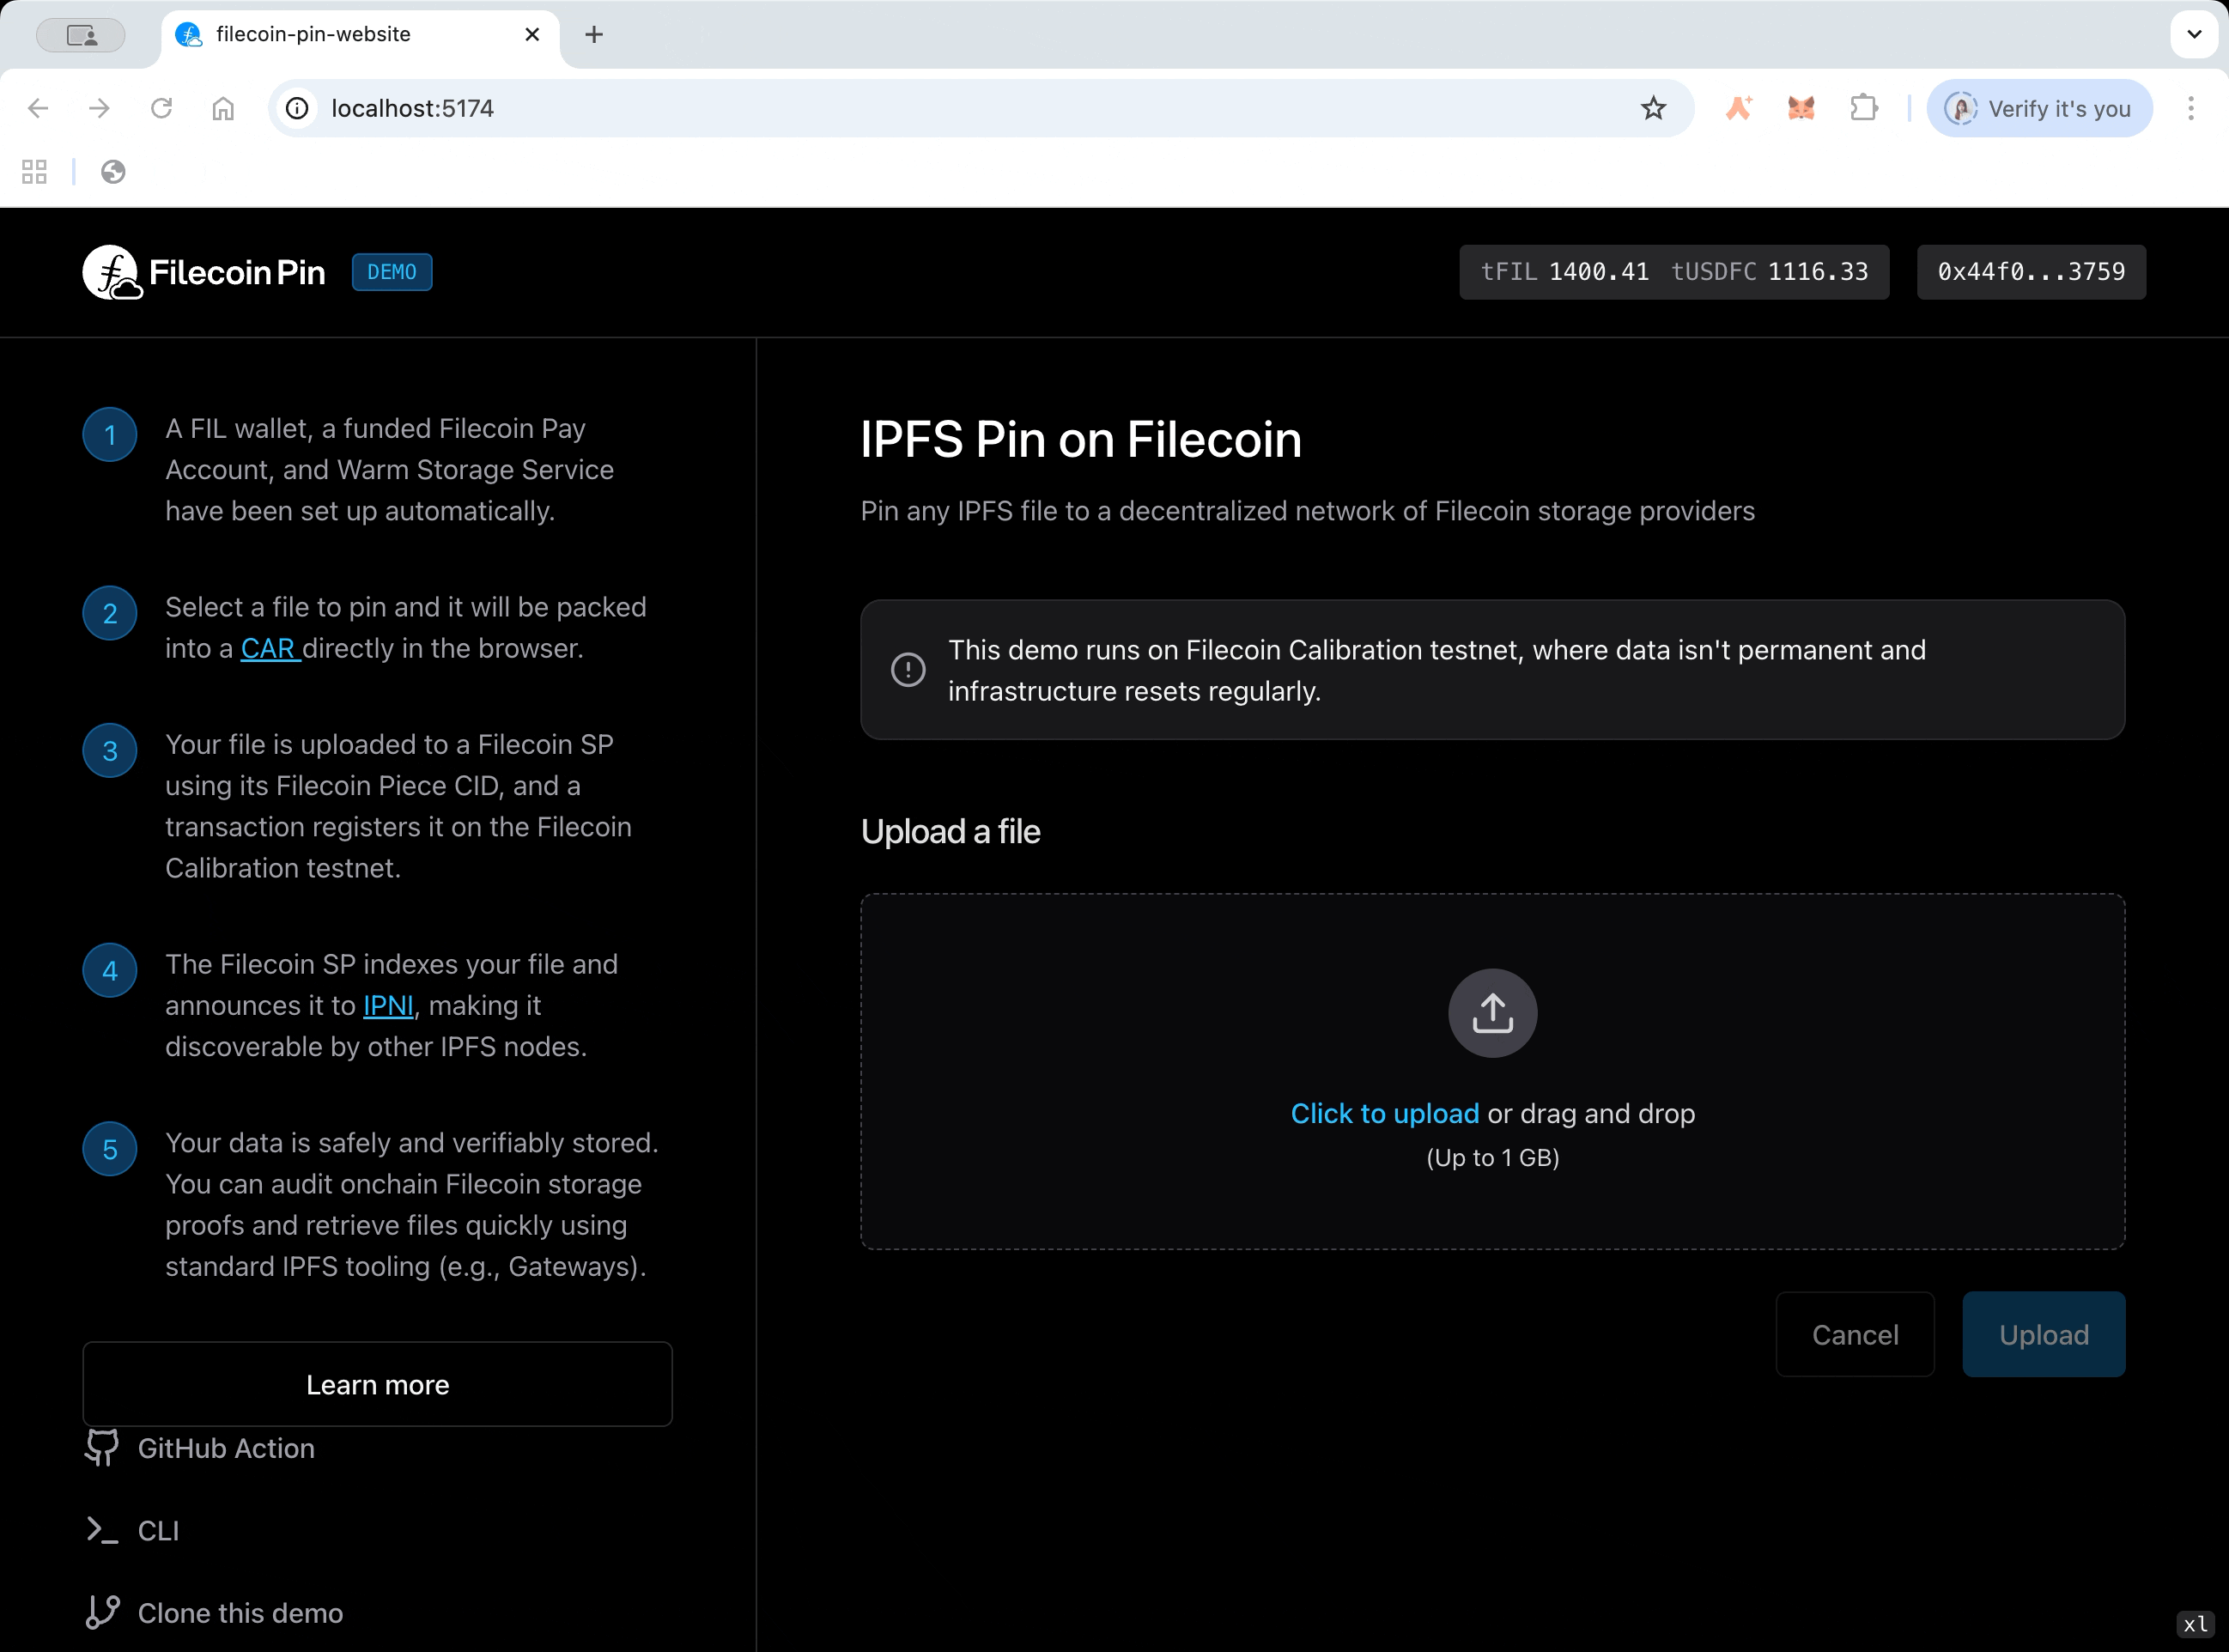 filecoin-pin-website
localhost:5174
Verify it's you
Filecoin Pin
DEMO
tFIL 1400.41 tUSDFC 1116.33
0x44f0...3759
1
A FIL wallet, a funded Filecoin Pay
Account, and Warm Storage Service
have been set up automatically.
2
Select a file to pin and it will be packed
into a CAR directly in the browser.
3
Your file is uploaded to a Filecoin SP
using its Filecoin Piece CID, and a
transaction registers it on the Filecoin
Calibration testnet.
4
The Filecoin SP indexes your file and
announces it to IPNI, making it
discoverable by other IPFS nodes.
5
Your data is safely and verifiably stored.
You can audit onchain Filecoin storage
proofs and retrieve files quickly using
standard IPFS tooling (e.g., Gateways).
Learn more
GitHub Action
CLI
Clone this demo
IPFS Pin on Filecoin
Pin any IPFS file to a decentralized network of Filecoin storage providers
This demo runs on Filecoin Calibration testnet, where data isn't permanent and
infrastructure resets regularly.
Upload a file
Click to upload or drag and drop
(Up to 1 GB)
Cancel
Upload
xl